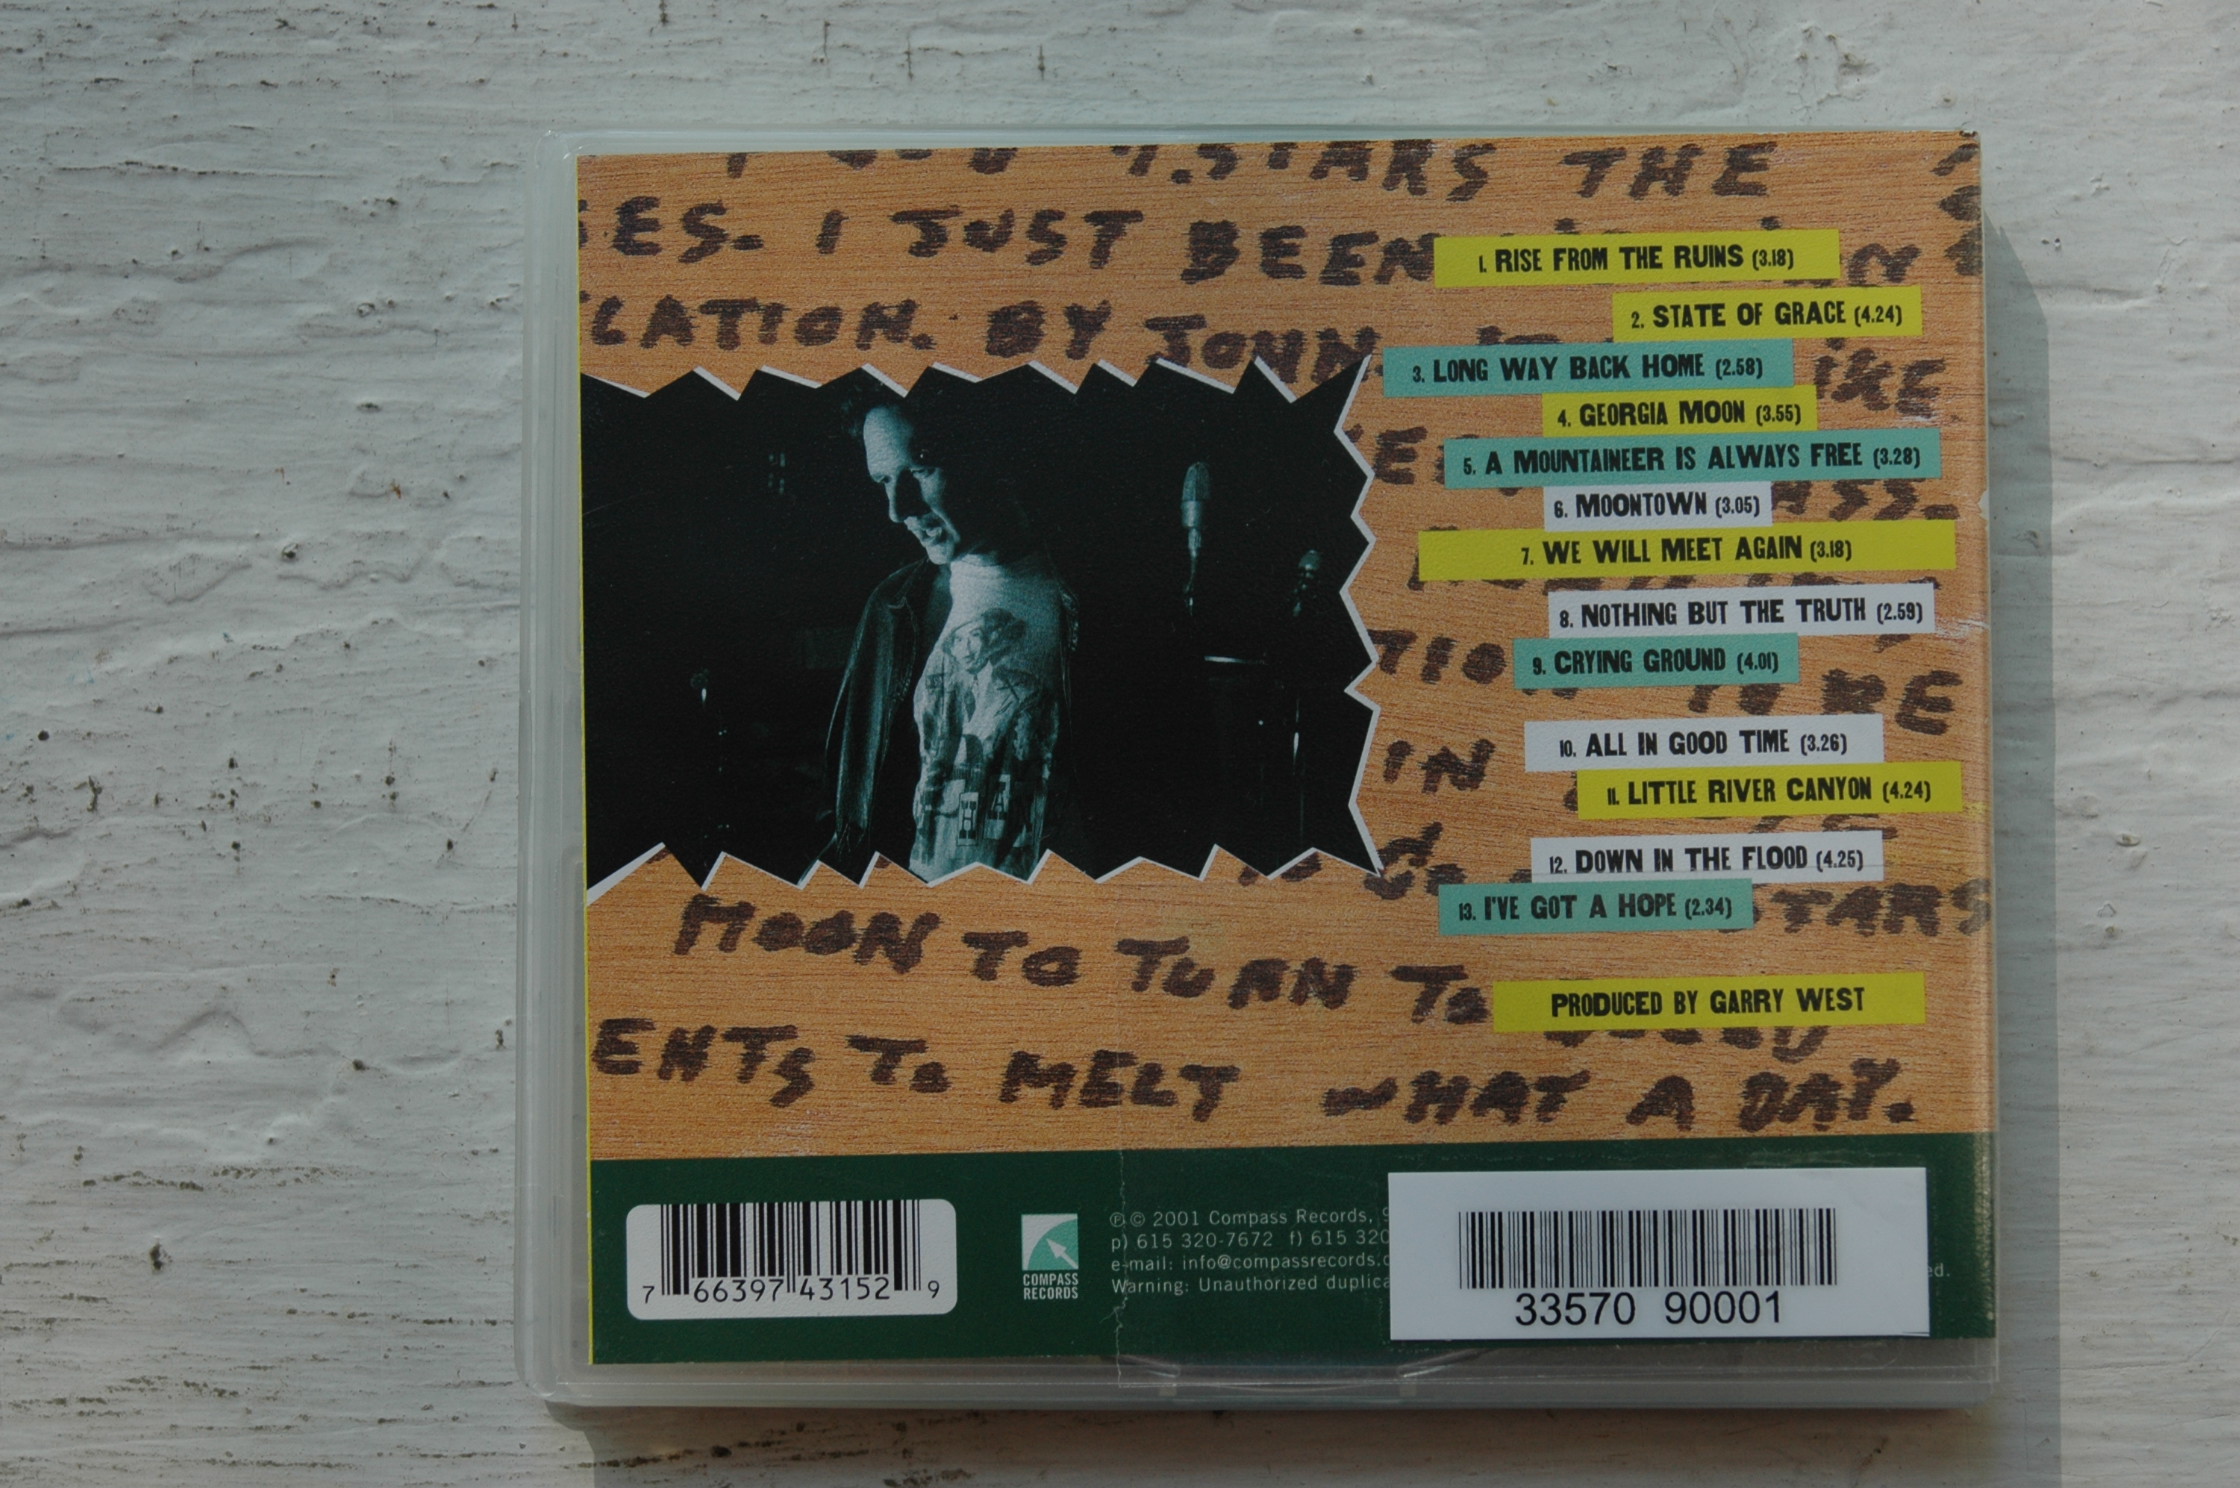 STARS THE
ES. I JUST BEEN
LATION. BY JOHN. IKE
1. RISE FROM THE RUINS (3.18)
2. STATE OF GRACE (4.24)
3. LONG WAY BACK HOME (2.58)
4. GEORGIA MOON (3.55)
5. A MOUNTAINEER IS ALWAYS FREE (3.28)
6. MOONTOWN (3.05)
7. WE WILL MEET AGAIN (3.18)
8. NOTHING BUT THE TRUTH (2.59)
9. CRYING GROUND (4.01)
10. ALL IN GOOD TIME (3.26)
11. LITTLE RIVER CANYON (4.24)
12. DOWN IN THE FLOOD (4.25)
13. I'VE GOT A HOPE (2.34)
IN
STARS
MOON TO TURN TO
PRODUCED BY GARRY WEST
ENTS To MELT WHAT A DAY.
7 66397 43152 9
COMPASS
RECORDS
℗ © 2001 Compass Records, 9
p) 615 320-7672 f) 615 320
e-mail: info@compassrecords.c
Warning: Unauthorized duplica ed.
33570 90001